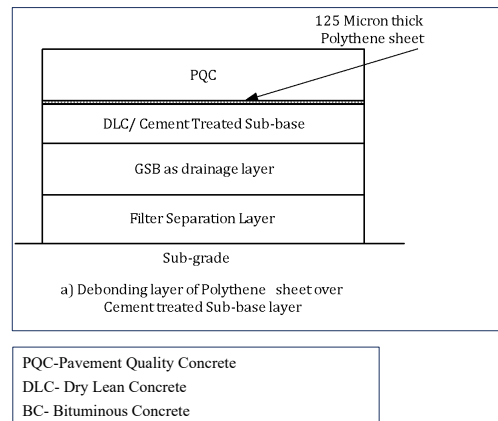 125 Micron thick
Polythene sheet
PQC
DLC/ Cement Treated Sub-base
GSB as drainage layer
Filter Separation Layer
Sub-grade
a) Debonding layer of Polythene sheet over
Cement treated Sub-base layer
PQC-Pavement Quality Concrete
DLC- Dry Lean Concrete
BC- Bituminous Concrete